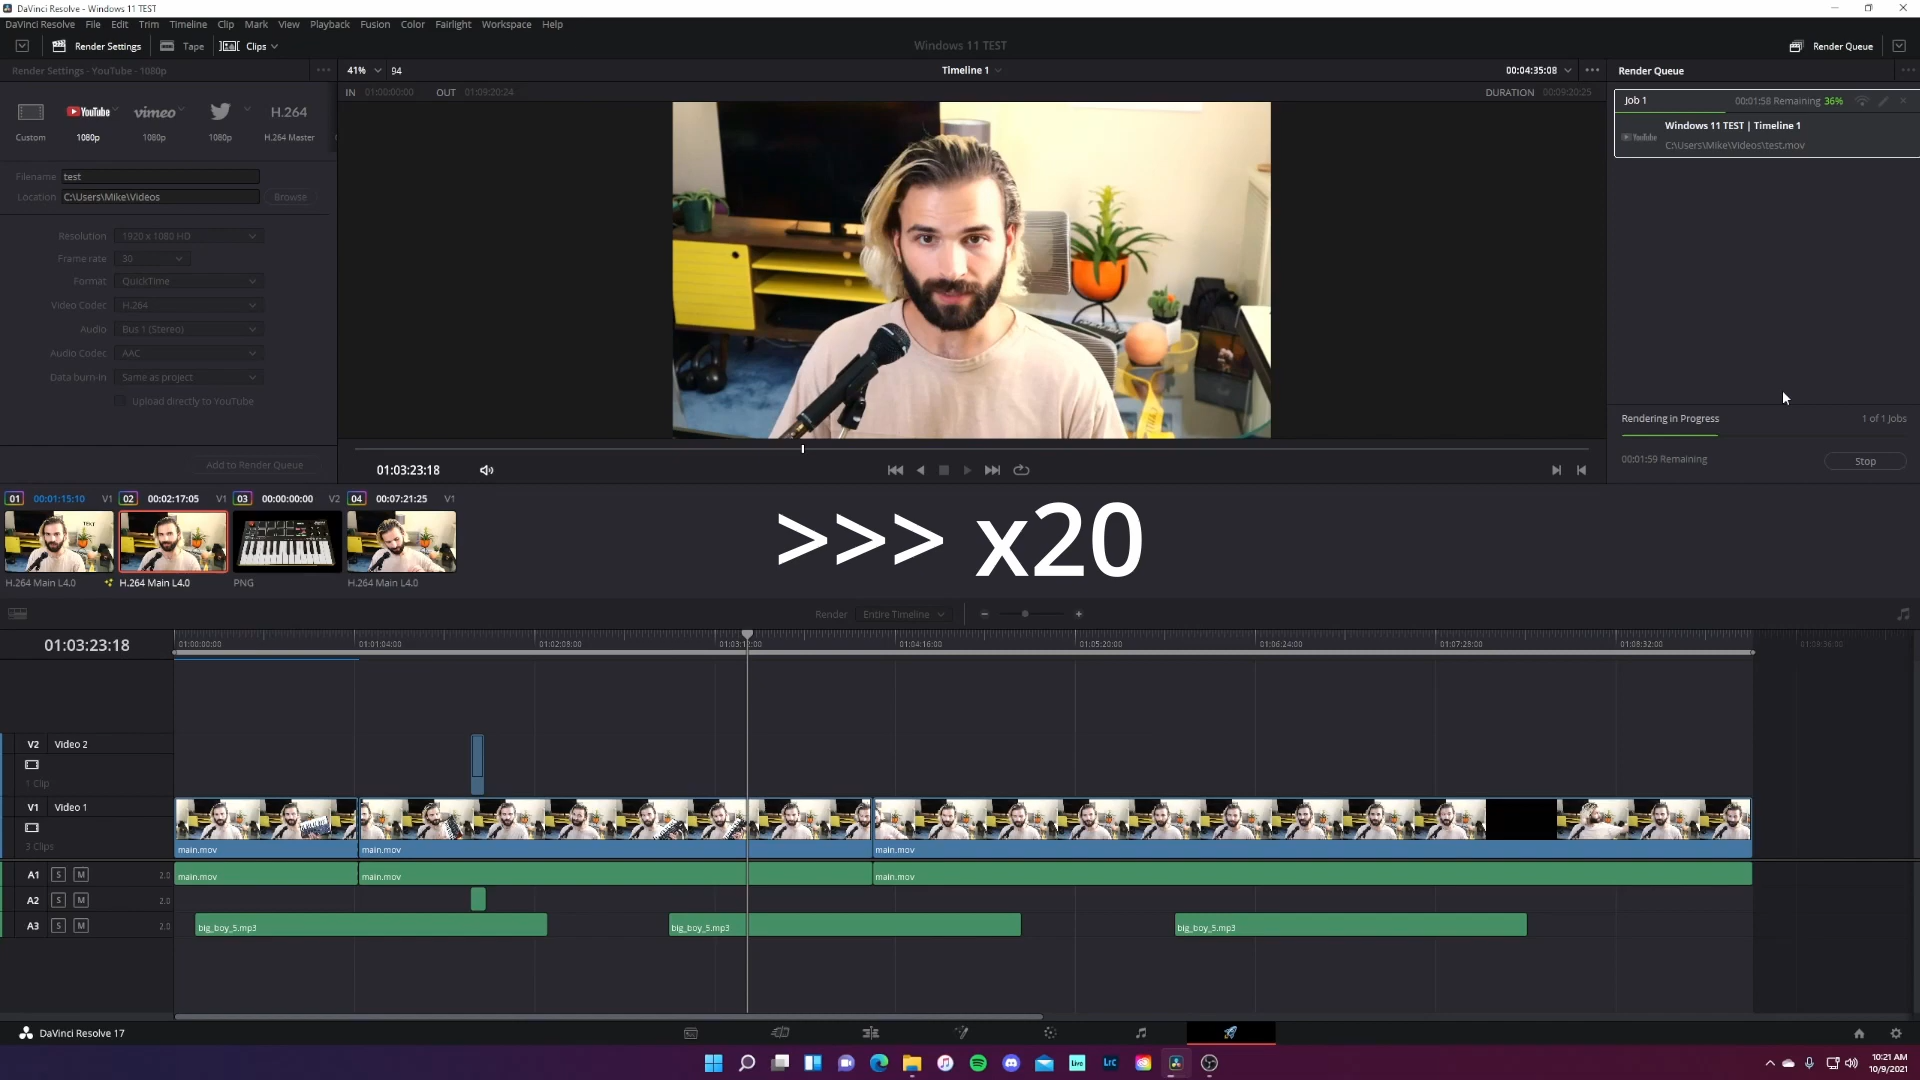 DaVinci Resolve - Windows 11 TEST
DaVinci Resolve File Edit Trim Timeline Clip Mark View Playback Fusion Color Fairlight Workspace Help
Render Settings Tape Clips Windows 11 TEST Render Queue
Render Settings - YouTube - 1080p 41% 94 Timeline 1 00:04:35:08 Render Queue
IN 01:00:00:00 OUT 01:09:20:24 DURATION 00:09:20:25
YouTube vimeo H.264
Custom 1080p 1080p 1080p H.264 Master
Job 1 00:01:58 Remaining 36%
Windows 11 TEST | Timeline 1
YouTube C:\Users\Mike\Videos\test.mov
Filename test
Location C:\Users\Mike\Videos Browse
Resolution 1920 x 1080 HD
Frame rate 30
Format QuickTime
Video Codec H.264
Audio Bus 1 (Stereo)
Audio Codec AAC
Data burn-in Same as project
Upload directly to YouTube
Add to Render Queue
Rendering in Progress 1 of 1 Jobs
00:01:59 Remaining Stop
01:03:23:18
01 00:01:15:10 V1 02 00:02:17:05 V1 03 00:00:00:00 V2 04 00:07:21:25 V1
TEXT
H.264 Main L4.0 H.264 Main L4.0 PNG H.264 Main L4.0
>>> x20
Render Entire Timeline
01:03:23:18 01:00:00:00 01:01:04:00 01:02:08:00 01:03:12:00 01:04:16:00 01:05:20:00 01:06:24:00 01:07:28:00 01:08:32:00 01:09:36:00
V2 Video 2
1 Clip
V1 Video 1
3 Clips
main.mov main.mov main.mov
A1 S M 2.0 main.mov main.mov main.mov
A2 S M 2.0
A3 S M 2.0 big_boy_5.mp3 big_boy_5.mp3 big_boy_5.mp3
DaVinci Resolve 17
Live Lrc
10:21 AM
10/9/2021